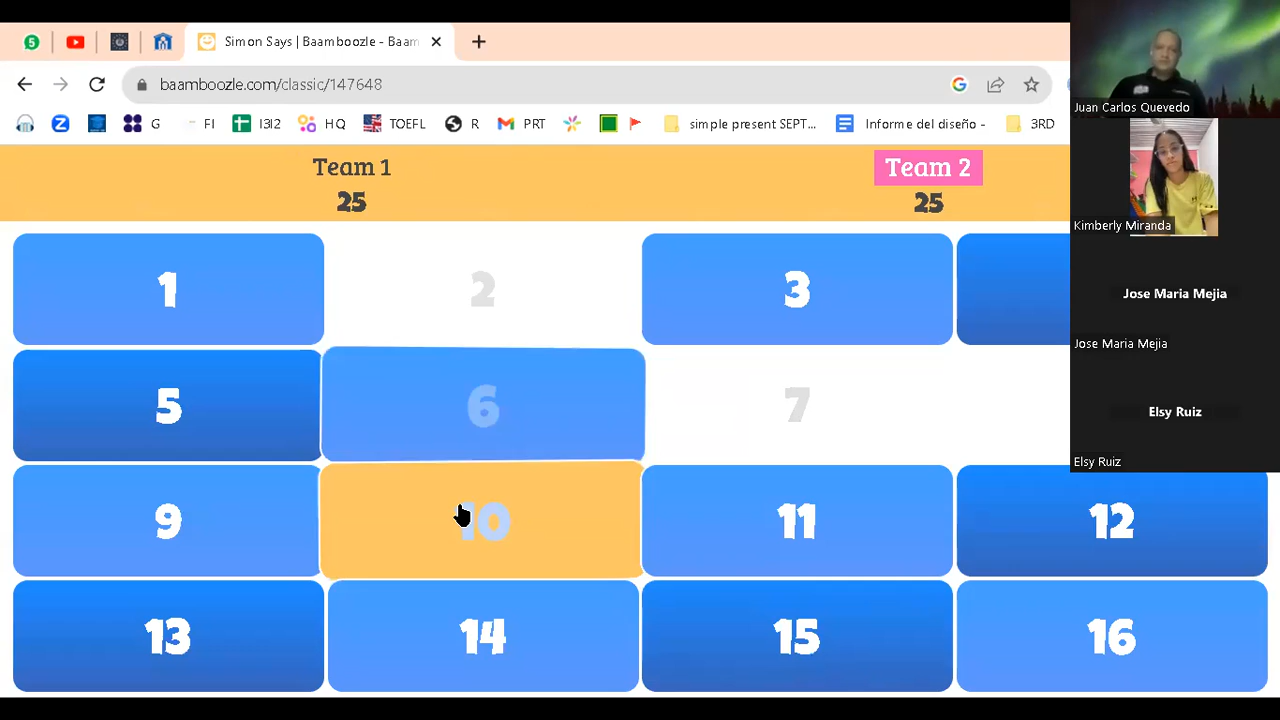 5
Simon Says | Baamboozle - Baam
baamboozle.com/classic/147648
G
FI
I3I2
HQ
TOEFL
R
PRT
simple present SEPT...
Informe del diseño -
3RD
Team 1
Team 2
25
25
1
2
3
5
6
7
9
10
11
12
13
14
15
16
Juan Carlos Quevedo
Kimberly Miranda
Jose Maria Mejia
Jose Maria Mejia
Elsy Ruiz
Elsy Ruiz